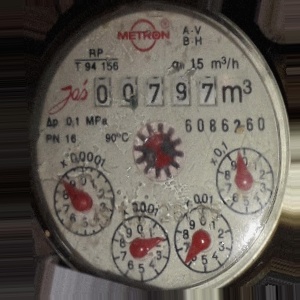 METRON
A-V
B-H
RP
T 94 156
qn 1.5 m³/h
Jaś
00797 m³
Δp 0,1 MPa
6086260
PN 16
90°C
x 0,0001
x 0,001
x 0,01
x 0,1